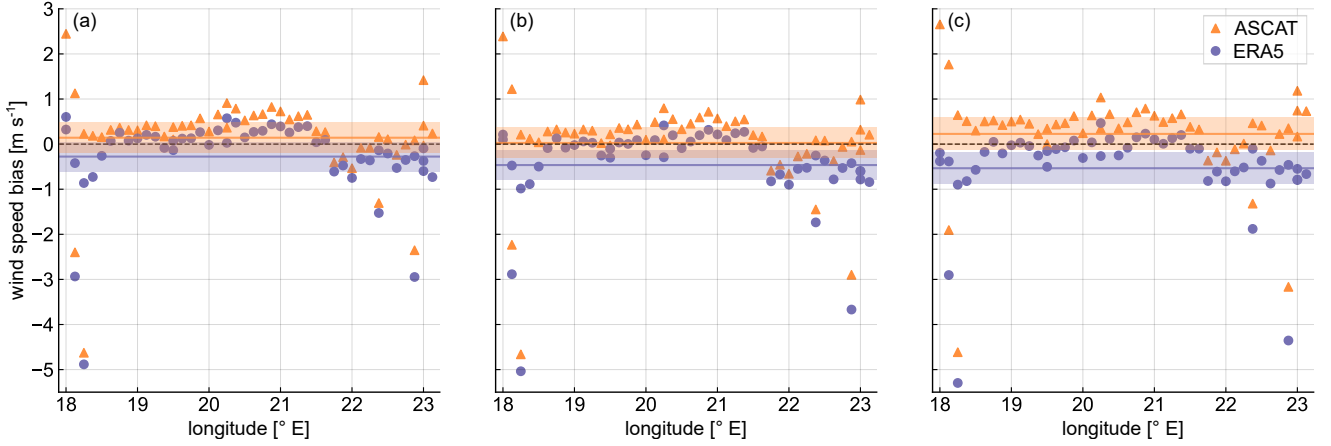 (a)
(b)
(c)
ASCAT
ERA5
wind speed bias [m s⁻¹]
3
2
1
0
−1
−2
−3
−4
−5
18 19 20 21 22 23
18 19 20 21 22 23
18 19 20 21 22 23
longitude [° E]
longitude [° E]
longitude [° E]